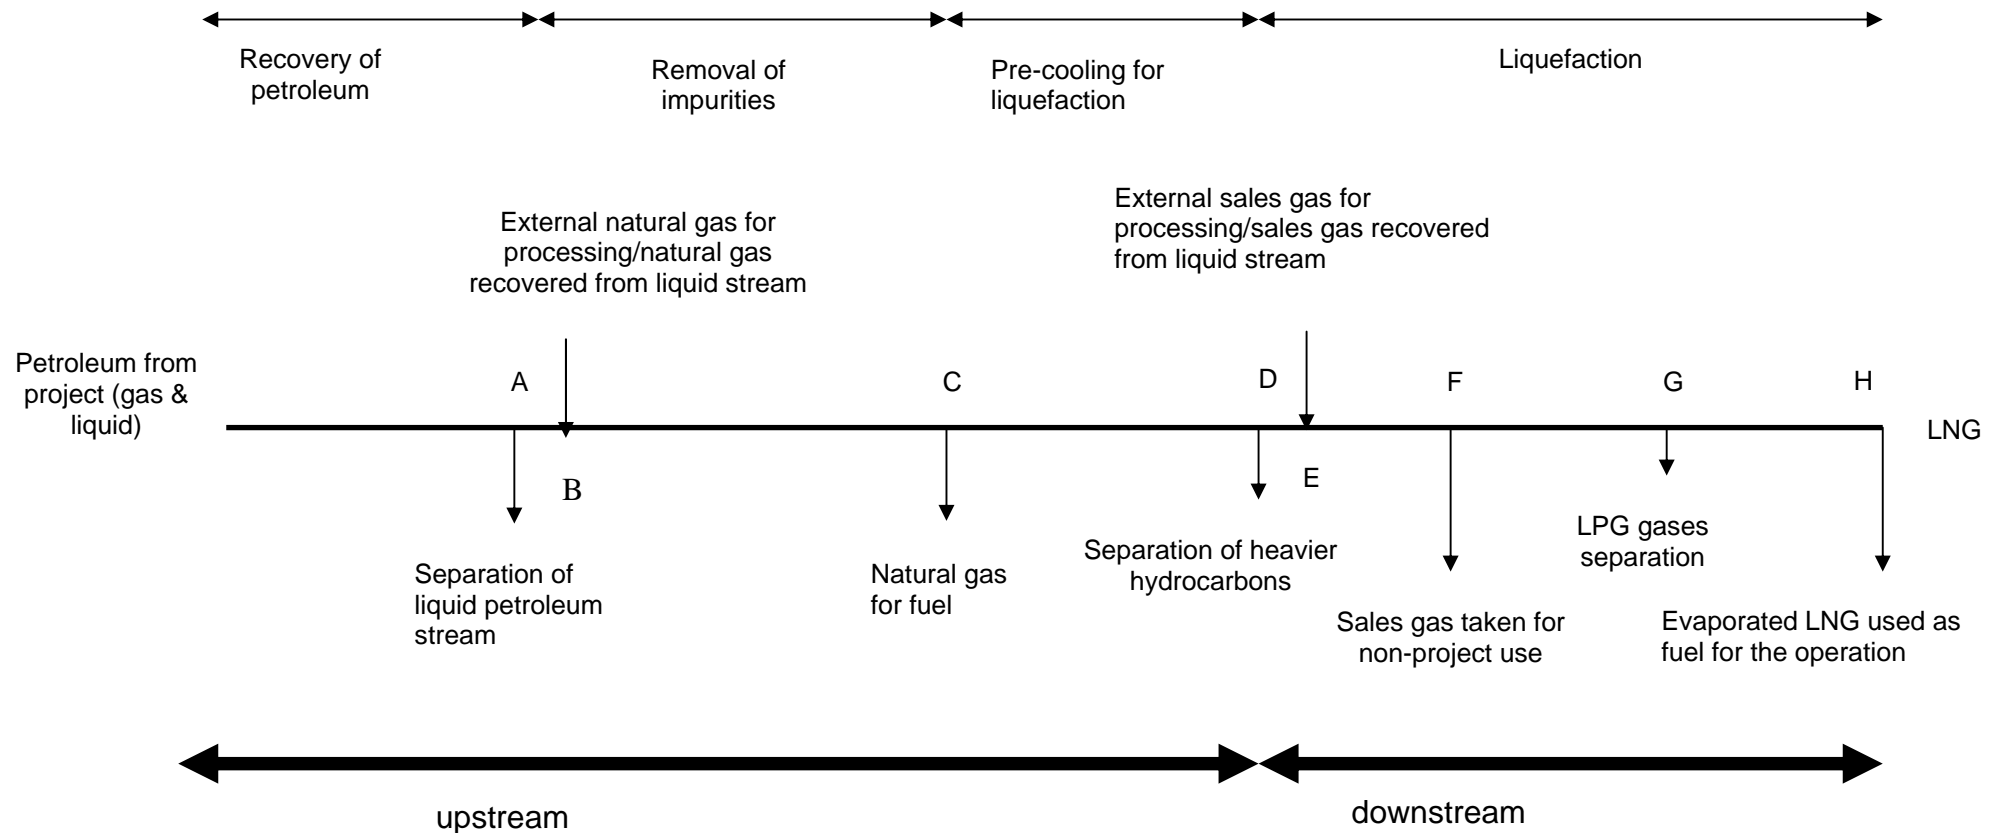 Recovery of
petroleum
Removal of
impurities
Pre-cooling for
liquefaction
Liquefaction
External natural gas for
processing/natural gas
recovered from liquid stream
External sales gas for
processing/sales gas recovered
from liquid stream
Petroleum from
project (gas &
liquid)
A
C
D
F
G
H
LNG
B
E
Separation of
liquid petroleum
stream
Natural gas
for fuel
Separation of heavier
hydrocarbons
Sales gas taken for
non-project use
LPG gases
separation
Evaporated LNG used as
fuel for the operation
upstream
downstream